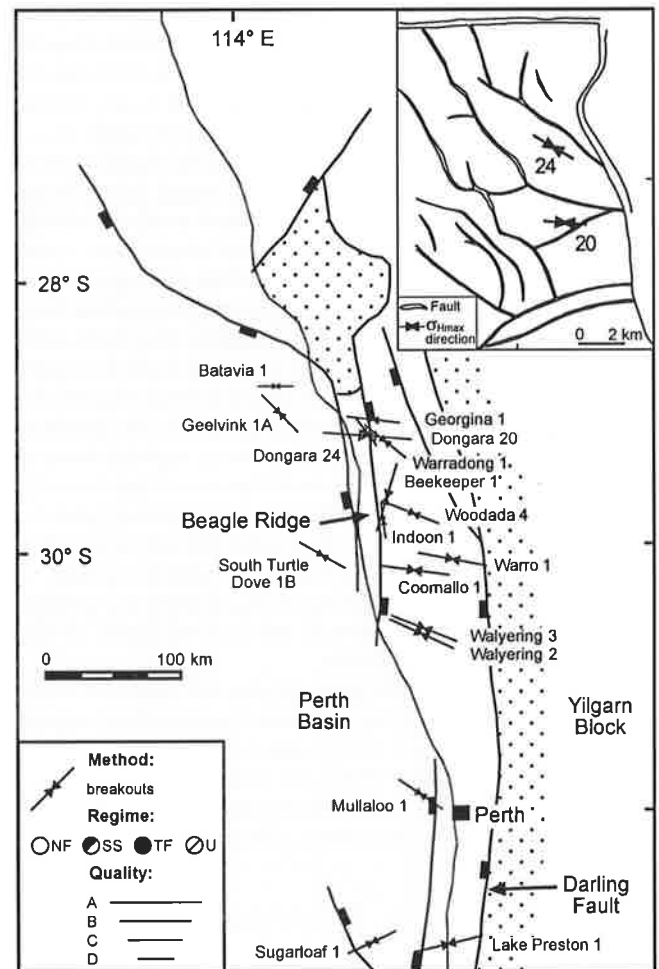 114° E
24
20
Fault
σHmax
direction
0 2 km
28° S
Batavia 1
Geelvink 1A
Georgina 1
Dongara 20
Dongara 24
Warradong 1
Beekeeper 1
Beagle Ridge
Woodada 4
Indoon 1
30° S
South Turtle
Dove 1B
Warro 1
Coomallo 1
0 100 km
Walyering 3
Walyering 2
Perth
Basin
Yilgarn
Block
Method:
breakouts
Regime:
NF SS TF U
Quality:
A
B
C
D
Mullaloo 1
Perth
Darling
Fault
Sugarloaf 1
Lake Preston 1